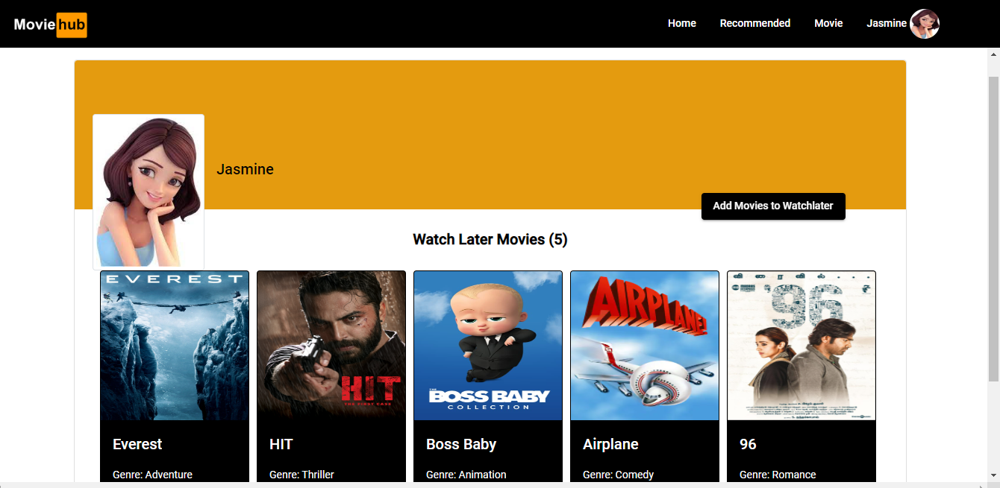 Moviehub
Home Recommended Movie Jasmine
Jasmine
Add Movies to Watchlater
Watch Later Movies (5)
EVEREST
HIT
THE FIRST CASE
THE
BOSS BABY
COLLECTION
AIRPLANE!
விரைவில்...
96
Everest
Genre: Adventure
HIT
Genre: Thriller
Boss Baby
Genre: Animation
Airplane
Genre: Comedy
96
Genre: Romance